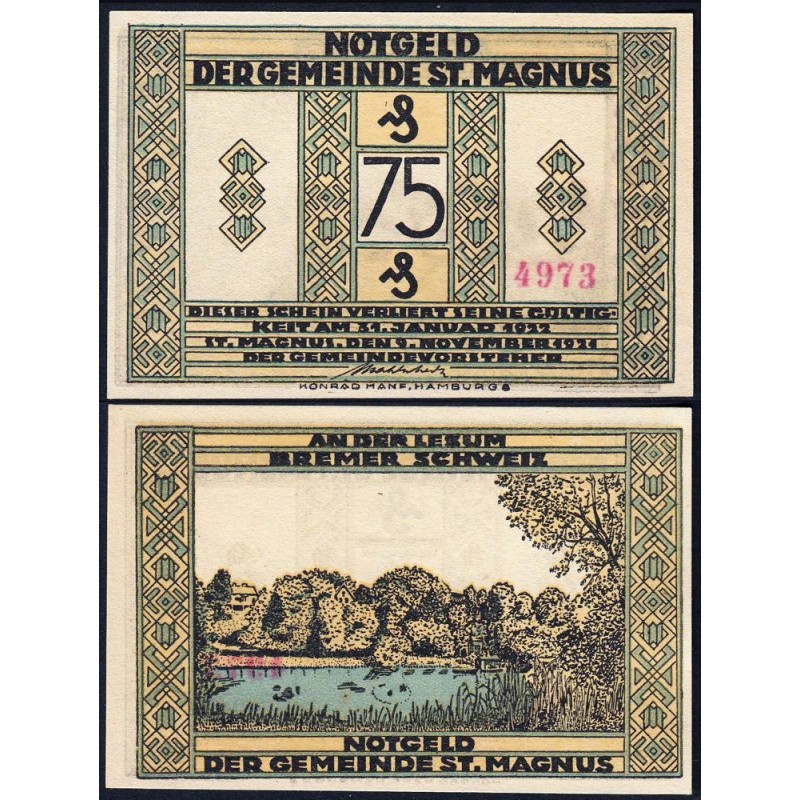 NOTGELD
DER GEMEINDE ST. MAGNUS
75
4973
DIESER SCHEIN VERLIERT SEINE GÜLTIG-
KEIT AM 31. JANUAR 1922
ST. MAGNUS, DEN 9. NOVEMBER 1921
DER GEMEINDEVORSTEHER
KONRAD HANF, HAMBURG 8
AN DER LESUM
BREMER SCHWEIZ
NOTGELD
DER GEMEINDE ST. MAGNUS